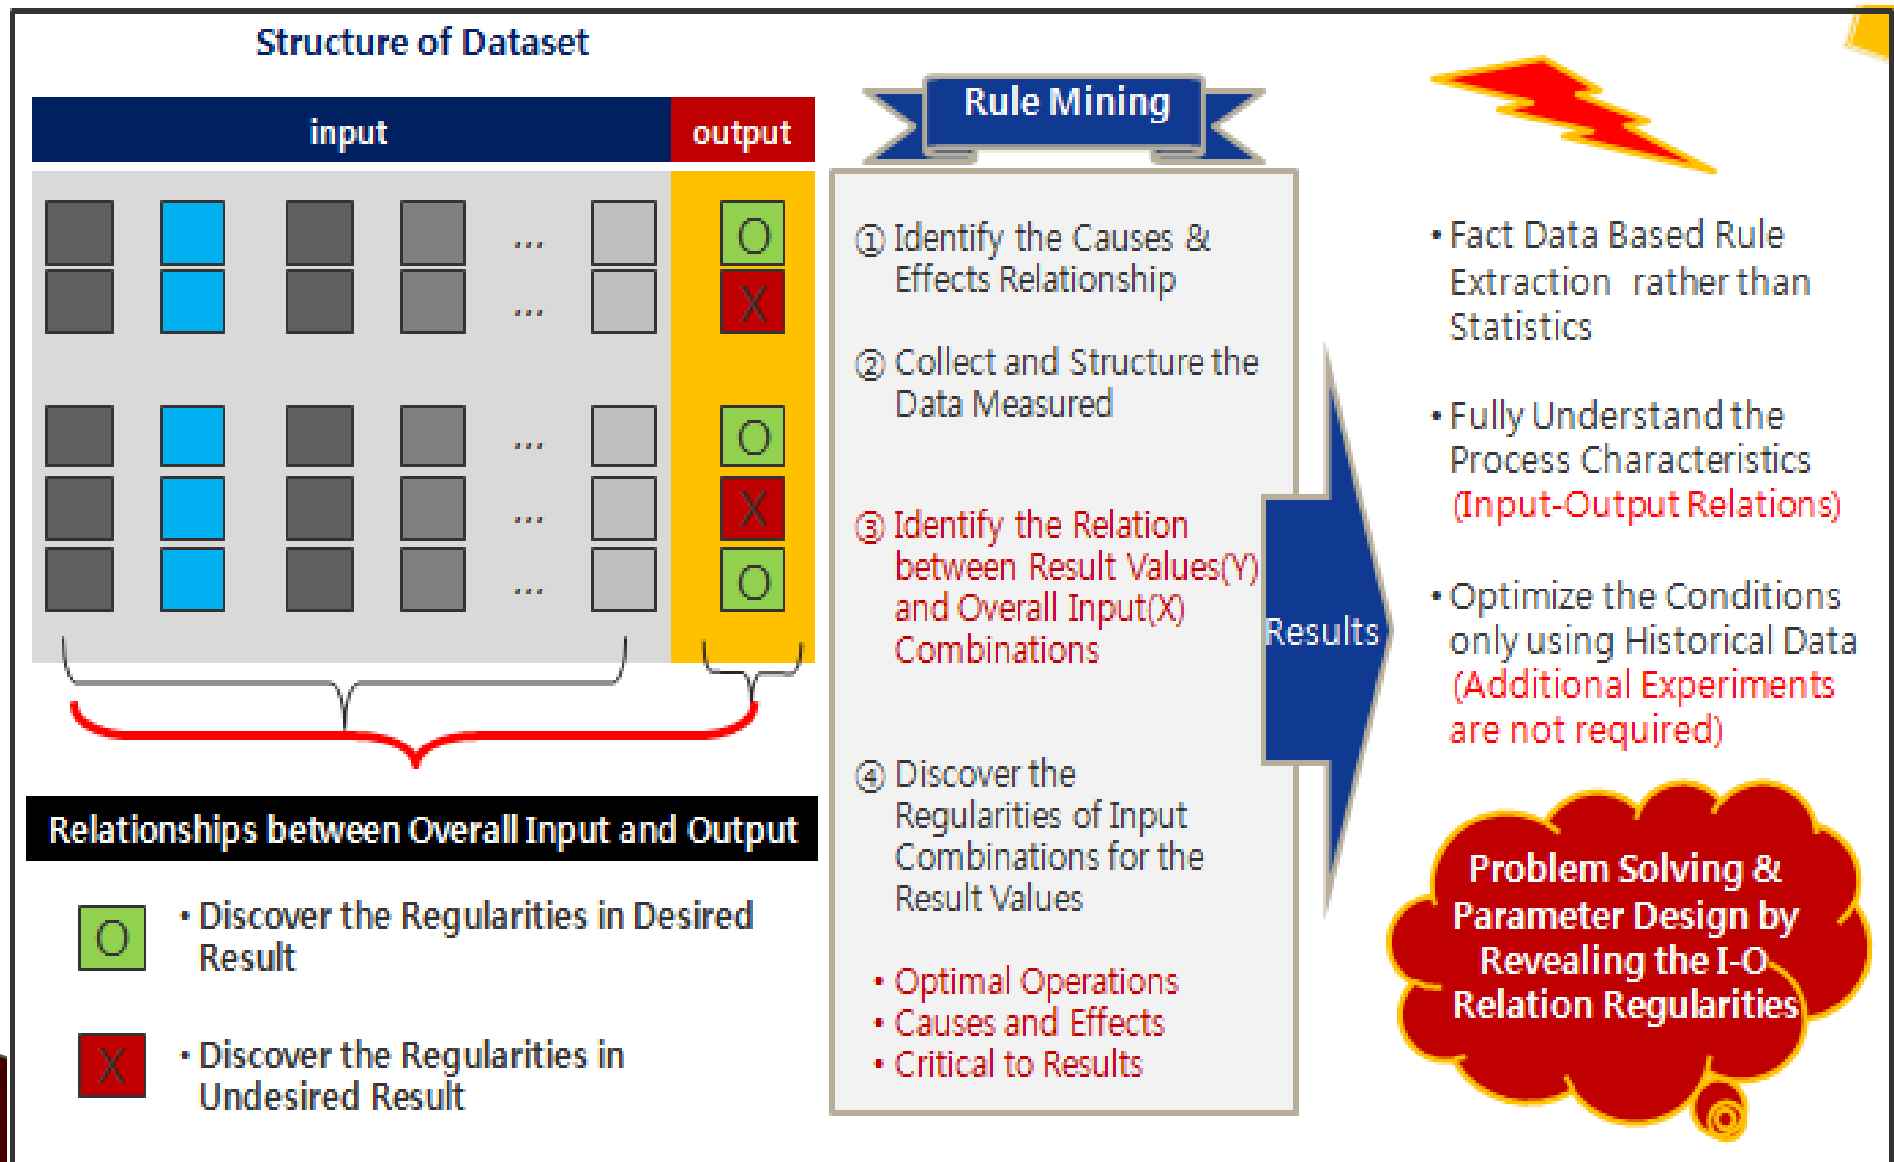 Structure of Dataset
input
output
... O
... X
... O
... X
... O
Relationships between Overall Input and Output
O
• Discover the Regularities in Desired
Result
X
• Discover the Regularities in
Undesired Result
Rule Mining
① Identify the Causes &
Effects Relationship
② Collect and Structure the
Data Measured
③ Identify the Relation
between Result Values(Y)
and Overall Input(X)
Combinations
④ Discover the
Regularities of Input
Combinations for the
Result Values
• Optimal Operations
• Causes and Effects
• Critical to Results
Results
• Fact Data Based Rule
Extraction rather than
Statistics
• Fully Understand the
Process Characteristics
(Input-Output Relations)
• Optimize the Conditions
only using Historical Data
(Additional Experiments
are not required)
Problem Solving &
Parameter Design by
Revealing the I-O
Relation Regularities